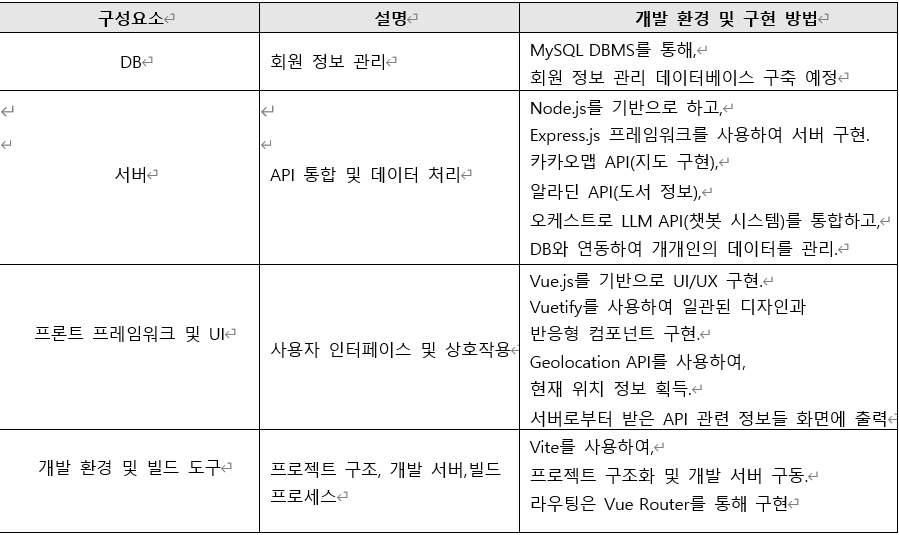 구성요소
설명
개발 환경 및 구현 방법
DB
회원 정보 관리
MySQL DBMS를 통해,
회원 정보 관리 데이터베이스 구축 예정
서버
API 통합 및 데이터 처리
Node.js를 기반으로 하고,
Express.js 프레임워크를 사용하여 서버 구현.
카카오맵 API(지도 구현),
알라딘 API(도서 정보),
오케스트로 LLM API(챗봇 시스템)를 통합하고,
DB와 연동하여 개개인의 데이터를 관리.
프론트 프레임워크 및 UI
사용자 인터페이스 및 상호작용
Vue.js를 기반으로 UI/UX 구현.
Vuetify를 사용하여 일관된 디자인과
반응형 컴포넌트 구현.
Geolocation API를 사용하여,
현재 위치 정보 획득.
서버로부터 받은 API 관련 정보들 화면에 출력
개발 환경 및 빌드 도구
프로젝트 구조, 개발 서버,빌드
프로세스
Vite를 사용하여,
프로젝트 구조화 및 개발 서버 구동.
라우팅은 Vue Router를 통해 구현